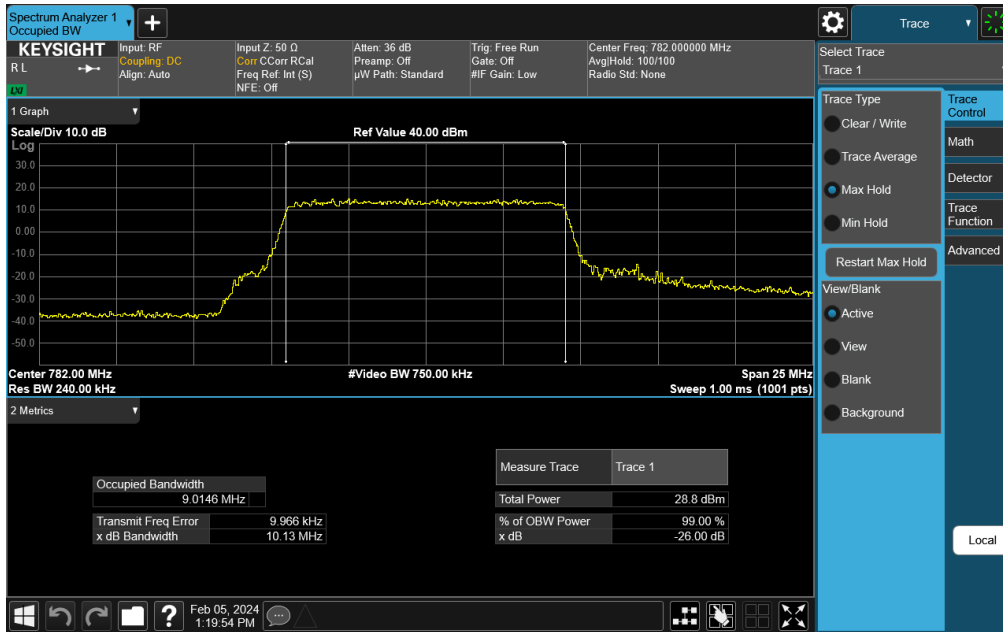 Spectrum Analyzer 1
Occupied BW
Trace
KEYSIGHT
R L
LXI
Input: RF
Coupling: DC
Align: Auto
Input Z: 50 Ω
Corr CCorr RCal
Freq Ref: Int (S)
NFE: Off
Atten: 36 dB
Preamp: Off
µW Path: Standard
Trig: Free Run
Gate: Off
#IF Gain: Low
Center Freq: 782.000000 MHz
Avg|Hold: 100/100
Radio Std: None
Select Trace
Trace 1
1 Graph
Scale/Div 10.0 dB
Ref Value 40.00 dBm
Log
30.0
20.0
10.0
0.00
-10.0
-20.0
-30.0
-40.0
-50.0
Center 782.00 MHz
#Video BW 750.00 kHz
Span 25 MHz
Res BW 240.00 kHz
Sweep 1.00 ms (1001 pts)
Trace Type
Clear / Write
Trace Average
Max Hold
Min Hold
Restart Max Hold
View/Blank
Active
View
Blank
Background
Trace
Control
Math
Detector
Trace
Function
Advanced
Local
2 Metrics
Occupied Bandwidth
9.0146 MHz
Transmit Freq Error 9.966 kHz
x dB Bandwidth 10.13 MHz
Measure Trace Trace 1
Total Power 28.8 dBm
% of OBW Power 99.00 %
x dB -26.00 dB
?
Feb 05, 2024
1:19:54 PM